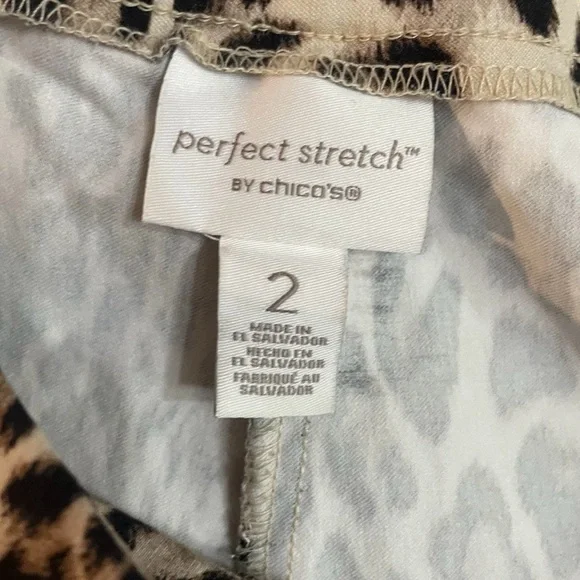 perfect stretch™
BY chico's®
2
MADE IN
EL SALVADOR
HECHO EN
EL SALVADOR
FABRIQUÉ AU
SALVADOR